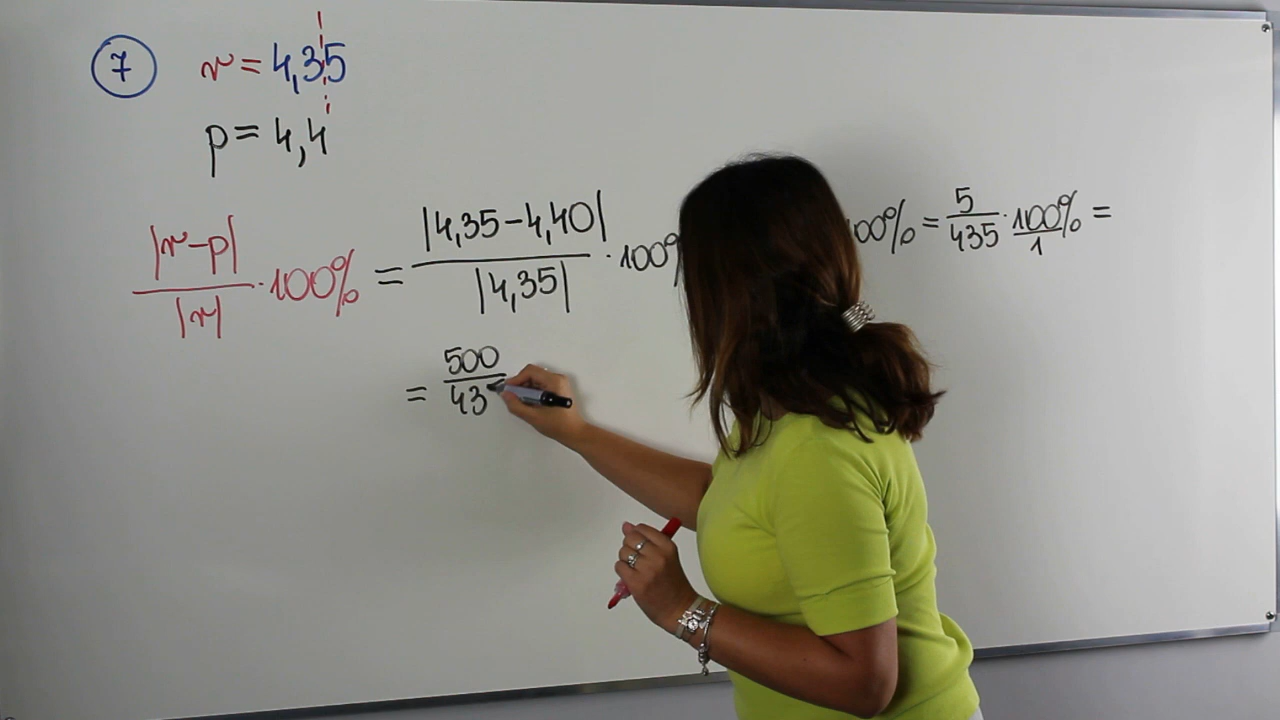 7 r = 4,35
p = 4,4
|r-p|/|r| · 100% = |4,35-4,40|/|4,35| · 100% = 5/435 · 100%/1 =
= 500/43